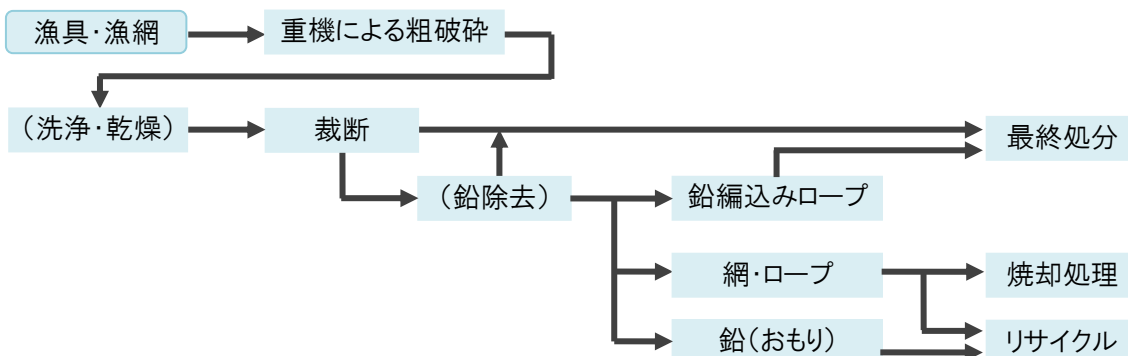 漁具・漁網
重機による粗破砕
（洗浄・乾燥）
裁断
最終処分
（鉛除去）
鉛編込みロープ
網・ロープ
焼却処理
鉛（おもり）
リサイクル